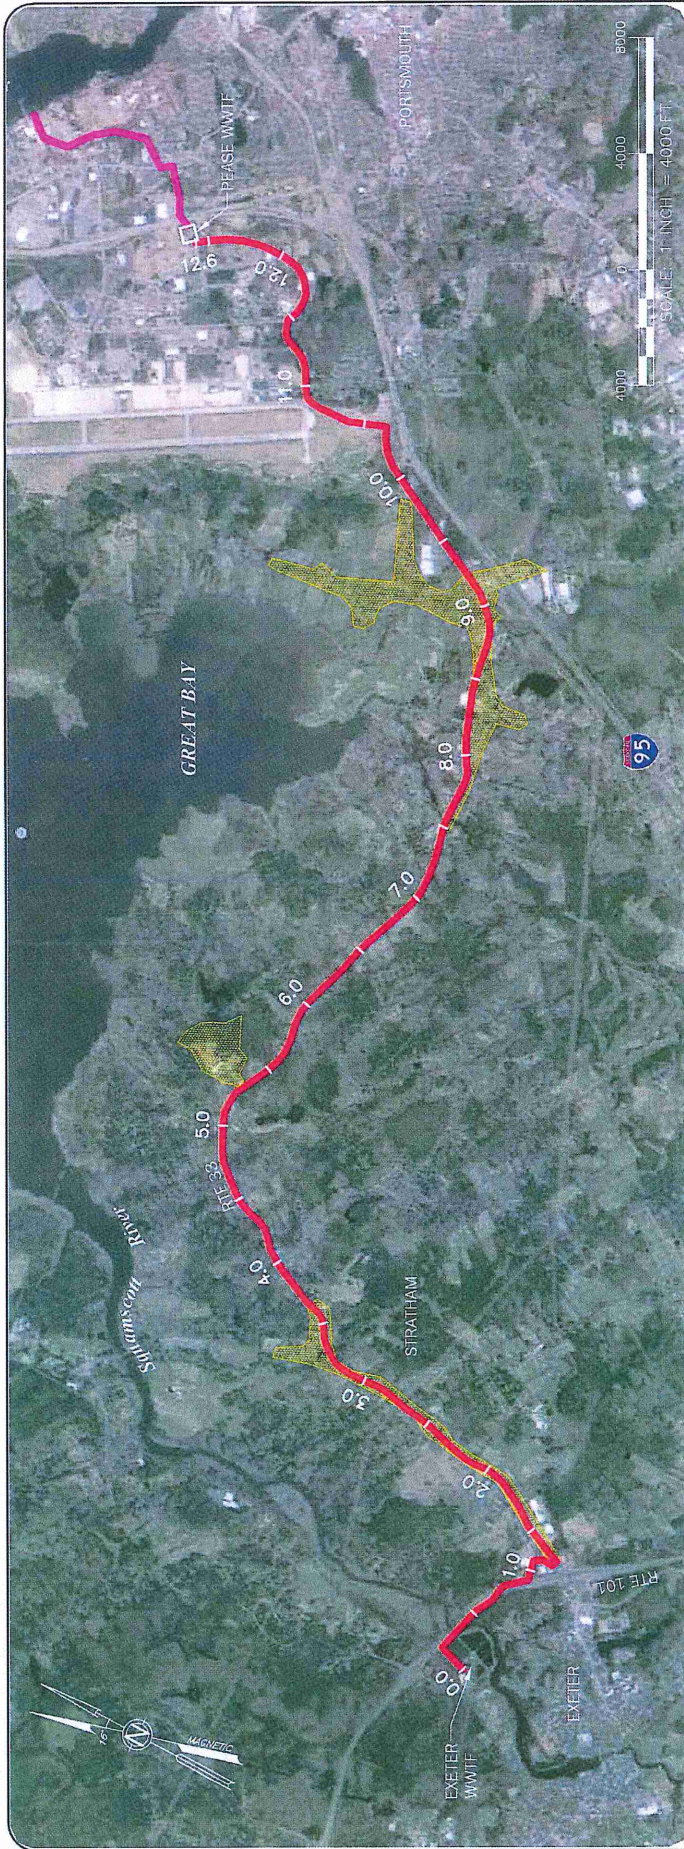 MAGNETIC
16°
N
EXETER
WWTF
0.0
EXETER
RTE 101
1.0
2.0
3.0
STRATHAM
4.0
RTE 33
5.0
6.0
7.0
8.0
9.0
10.0
11.0
12.0
12.6
Squamscott River
GREAT BAY
INTERSTATE
95
PEASE WWTF
PORTSMOUTH
4000 0 4000 8000
SCALE: 1 INCH = 4000 FT.